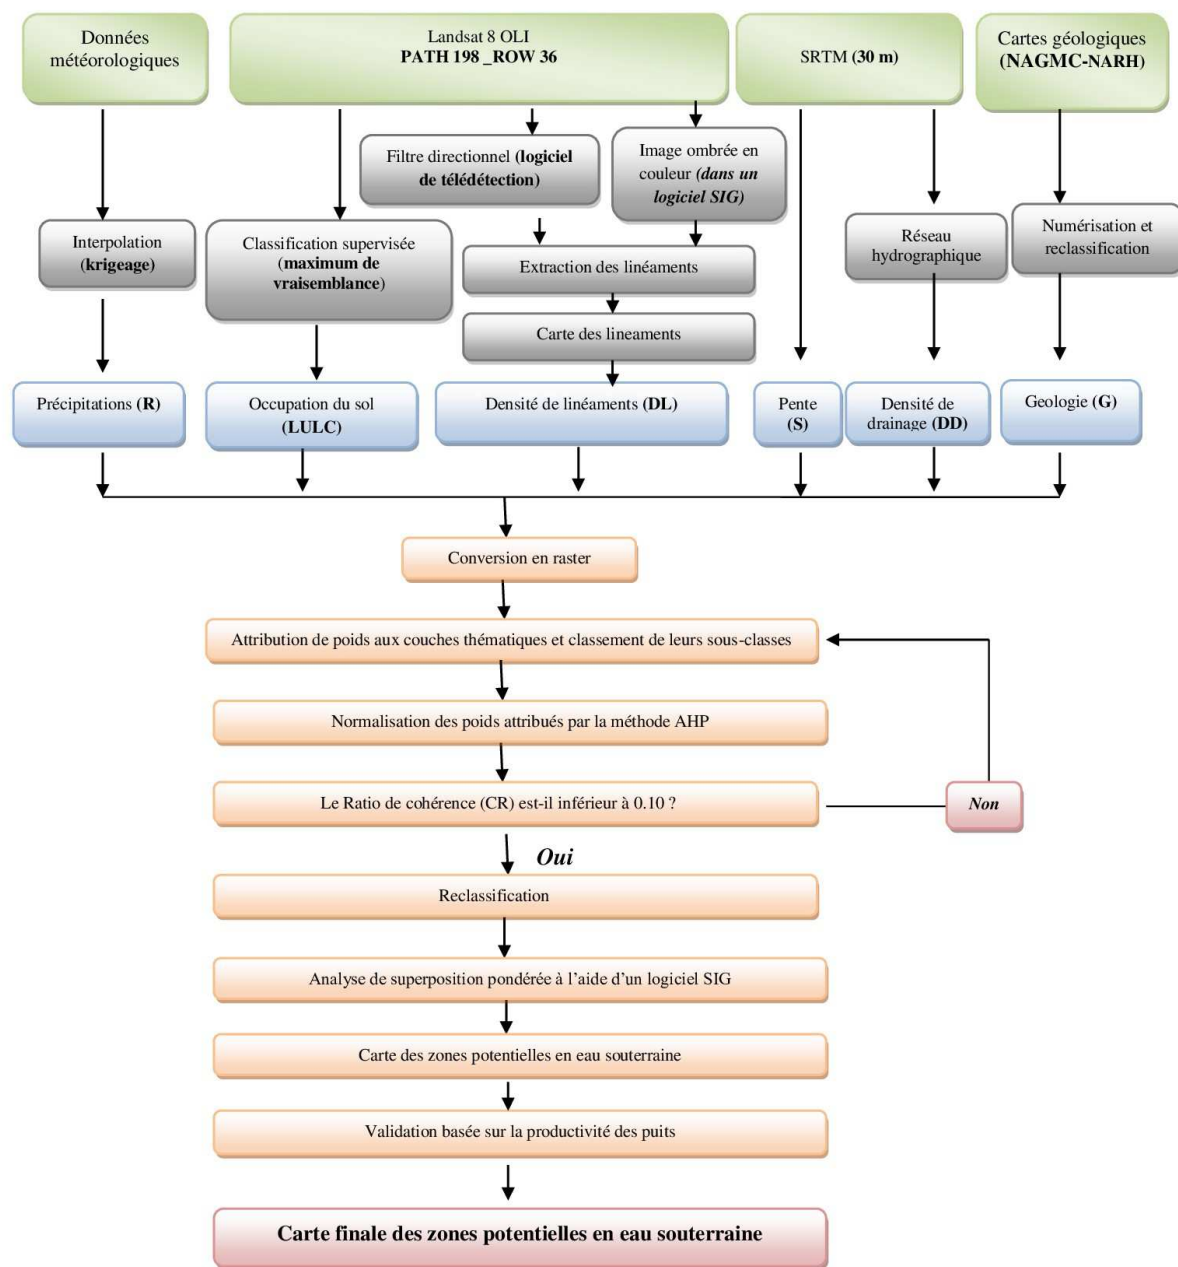 Données
météorologiques
Landsat 8 OLI
PATH 198 _ROW 36
SRTM (30 m)
Cartes géologiques
(NAGMC-NARH)
Filtre directionnel (logiciel
de télédétection)
Image ombrée en
couleur (dans un
logiciel SIG)
Interpolation
(krigeage)
Classification supervisée
(maximum de
vraisemblance)
Extraction des linéaments
Réseau
hydrographique
Numérisation et
reclassification
Carte des lineaments
Précipitations (R)
Occupation du sol
(LULC)
Densité de linéaments (DL)
Pente
(S)
Densité de
drainage (DD)
Geologie (G)
Conversion en raster
Attribution de poids aux couches thématiques et classement de leurs sous-classes
Normalisation des poids attribués par la méthode AHP
Le Ratio de cohérence (CR) est-il inférieur à 0.10 ?
Non
Oui
Reclassification
Analyse de superposition pondérée à l'aide d'un logiciel SIG
Carte des zones potentielles en eau souterraine
Validation basée sur la productivité des puits
Carte finale des zones potentielles en eau souterraine